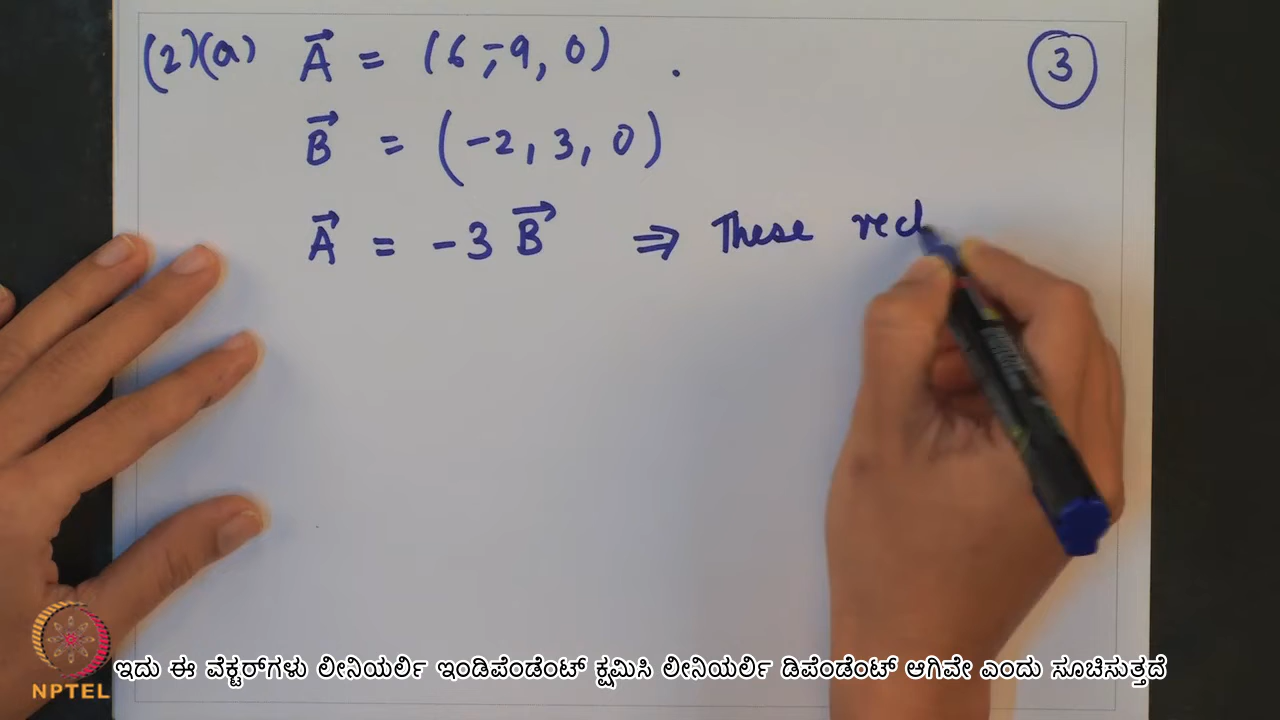 (2)(a) A⃗ = (6, -9, 0) .
3
B⃗ = (-2, 3, 0)
A⃗ = -3 B⃗ ⇒ These vect
ಇದು ಈ ವೆಕ್ಟರ್‌ಗಳು ಲೀನಿಯರ್ಲಿ ಇಂಡಿಪೆಂಡೆಂಟ್ ಕ್ಷಮಿಸಿ ಲೀನಿಯರ್ಲಿ ಡಿಪೆಂಡೆಂಟ್ ಆಗಿವೇ ಎಂದು ಸೂಚಿಸುತ್ತದೆ
NPTEL